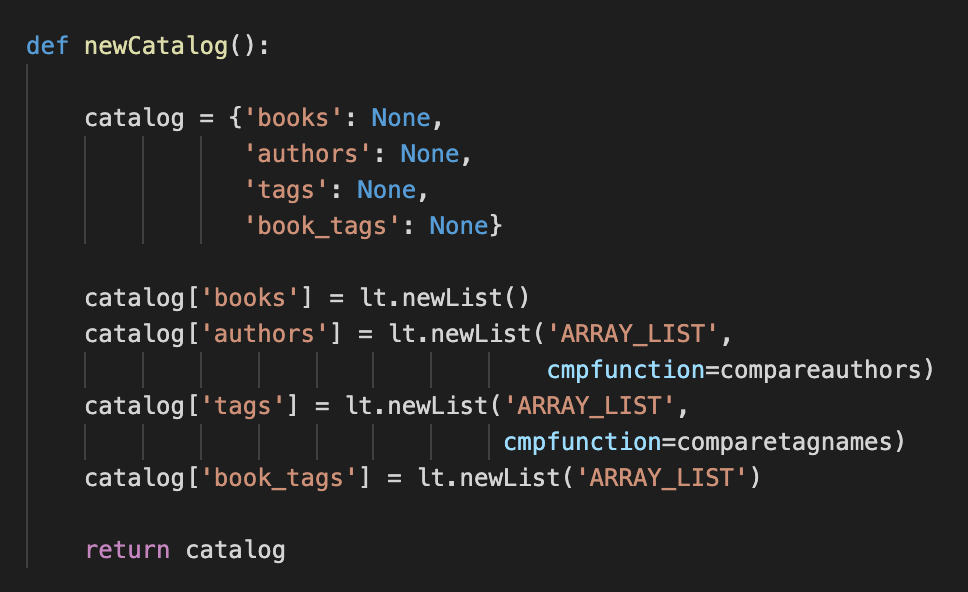 def newCatalog():
    catalog = {'books': None,
               'authors': None,
               'tags': None,
               'book_tags': None}
    catalog['books'] = lt.newList()
    catalog['authors'] = lt.newList('ARRAY_LIST',
                                    cmpfunction=compareauthors)
    catalog['tags'] = lt.newList('ARRAY_LIST',
                                 cmpfunction=comparetagnames)
    catalog['book_tags'] = lt.newList('ARRAY_LIST')
    return catalog